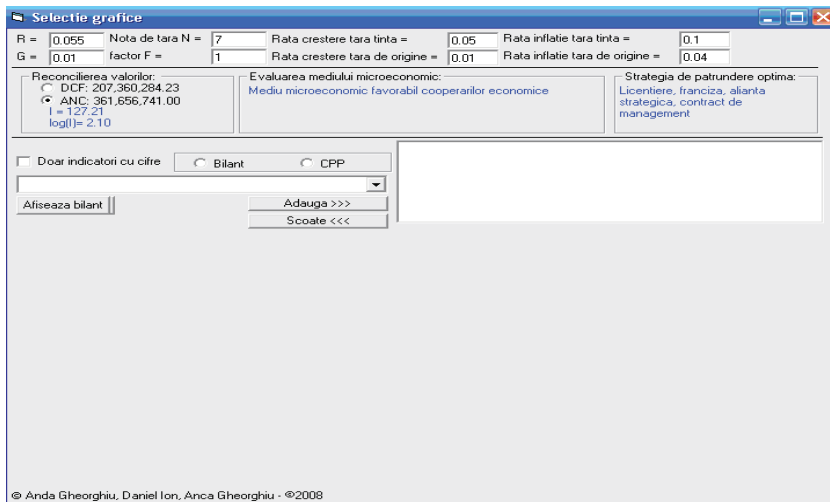 Selectie grafice
R = 0.055 Nota de tara N = 7 Rata crestere tara tinta = 0.05 Rata inflatie tara tinta = 0.1
G = 0.01 factor F = 1 Rata crestere tara de origine = 0.01 Rata inflatie tara de origine = 0.04
Reconcilierea valorilor:
DCF: 207,360,284.23
ANC: 361,656,741.00
I = 127.21
log(I)= 2.10
Evaluarea mediului microeconomic:
Mediu microeconomic favorabil cooperarilor economice
Strategia de patrundere optima:
Licentiere, franciza, alianta
strategica, contract de
management
Doar indicatori cu cifre Bilant CPP
Afiseaza bilant Adauga >>>
Scoate <<<
© Anda Gheorghiu, Daniel Ion, Anca Gheorghiu - ©2008